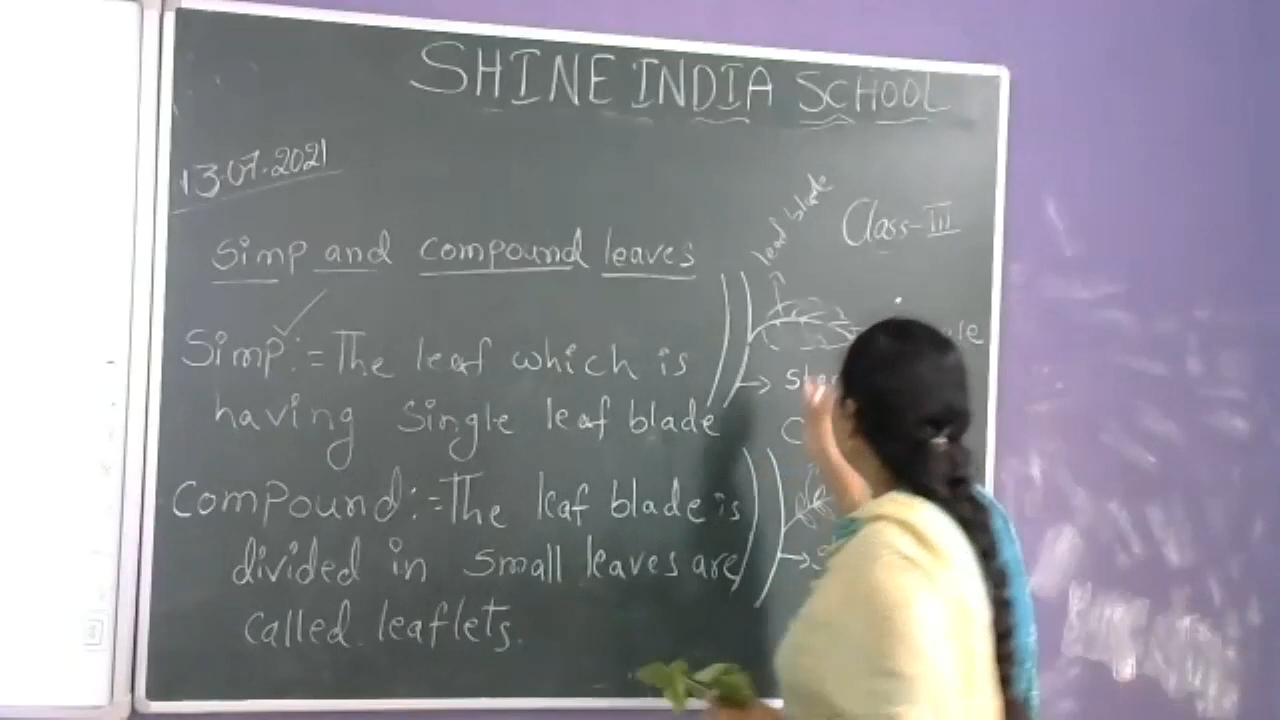 SHINE INDIA SCHOOL
13.07.2021
Class-III
Simp and compound leaves
leaf blade
Simp:=The leaf which is
having single leaf blade
Compound:=The leaf blade is
divided in small leaves are
called leaflets.